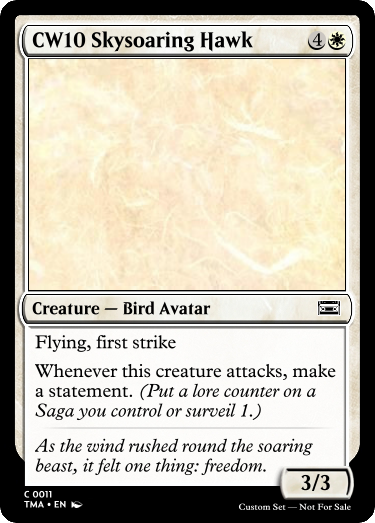 CW10 Skysoaring Hawk 4
Creature — Bird Avatar
Flying, first strike
Whenever this creature attacks, make
a statement. (Put a lore counter on a
Saga you control or surveil 1.)
As the wind rushed round the soaring
beast, it felt one thing: freedom.
3/3
C 0011
TMA • EN
Custom Set — Not For Sale